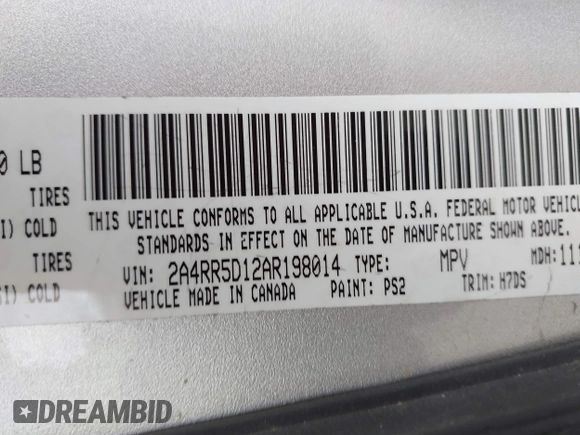 0 LB
TIRES
I) COLD
THIS VEHICLE CONFORMS TO ALL APPLICABLE U.S.A. FEDERAL MOTOR VEHICL
STANDARDS IN EFFECT ON THE DATE OF MANUFACTURE SHOWN ABOVE.
TIRES
VIN: 2A4RR5D12AR198014 TYPE: MPV MDH: 111
SI) COLD
VEHICLE MADE IN CANADA PAINT: PS2 TRIM: H7DS
DREAMBID